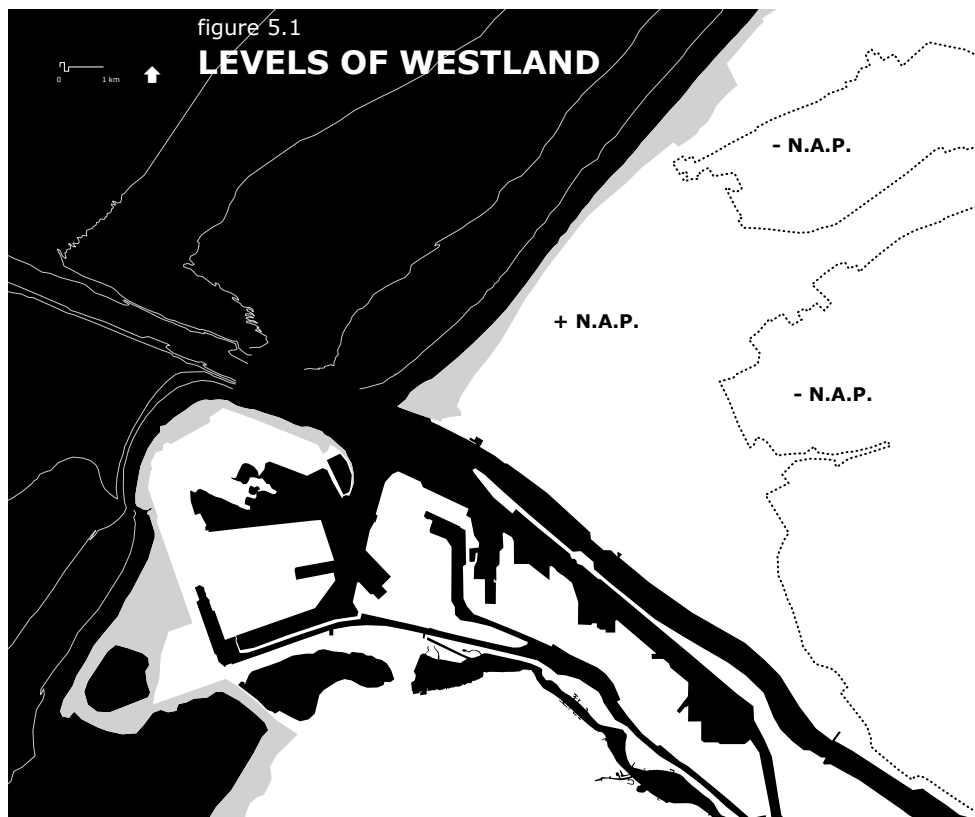 figure 5.1
LEVELS OF WESTLAND
0 1 km
- N.A.P.
+ N.A.P.
- N.A.P.